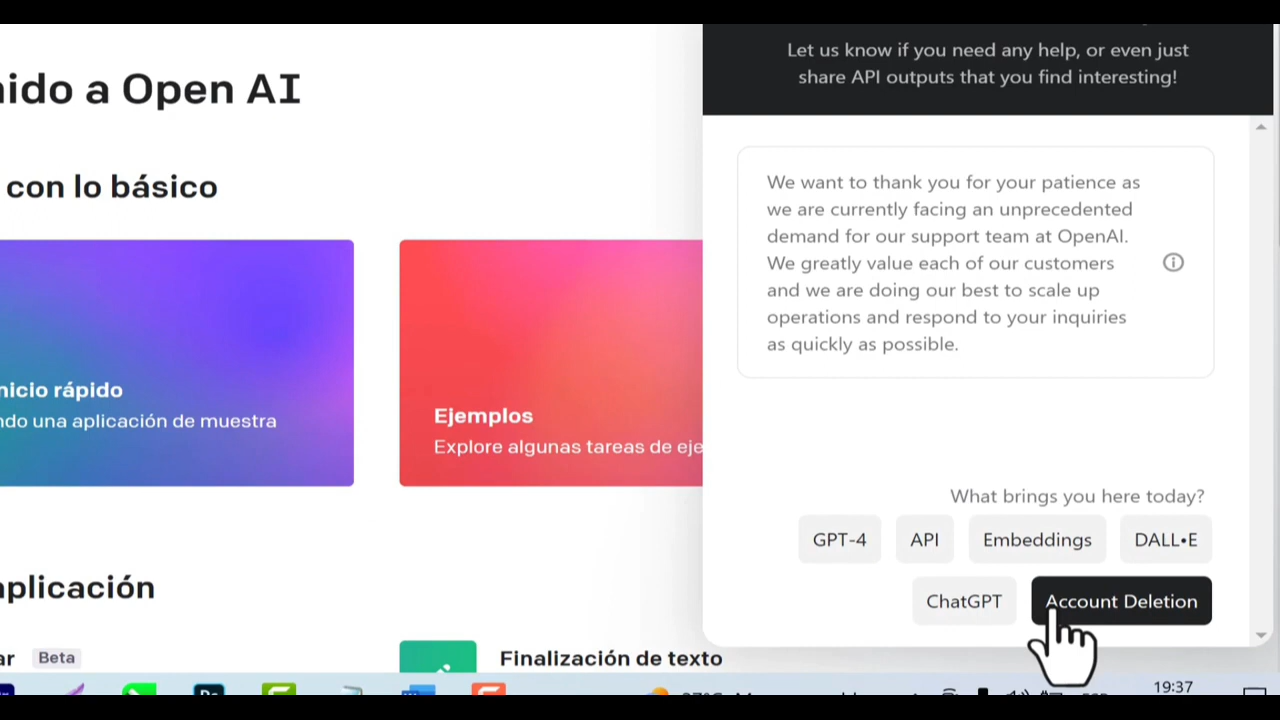 Let us know if you need any help, or even just
share API outputs that you find interesting!
ido a Open AI
con lo básico
nicio rápido
ndo una aplicación de muestra
Ejemplos
Explore algunas tareas de eje
We want to thank you for your patience as
we are currently facing an unprecedented
demand for our support team at OpenAI.
We greatly value each of our customers
and we are doing our best to scale up
operations and respond to your inquiries
as quickly as possible.
What brings you here today?
GPT-4 API Embeddings DALL•E
ChatGPT Account Deletion
aplicación
ar Beta
Finalización de texto
19:37